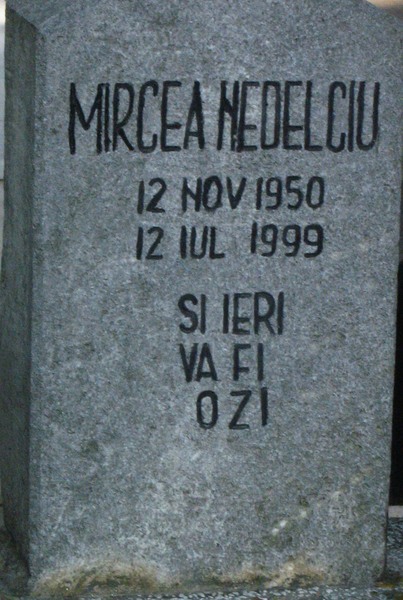 MIRCEA NEDELCIU
12 NOV 1950
12 IUL 1999
SI IERI
VA FI
O ZI